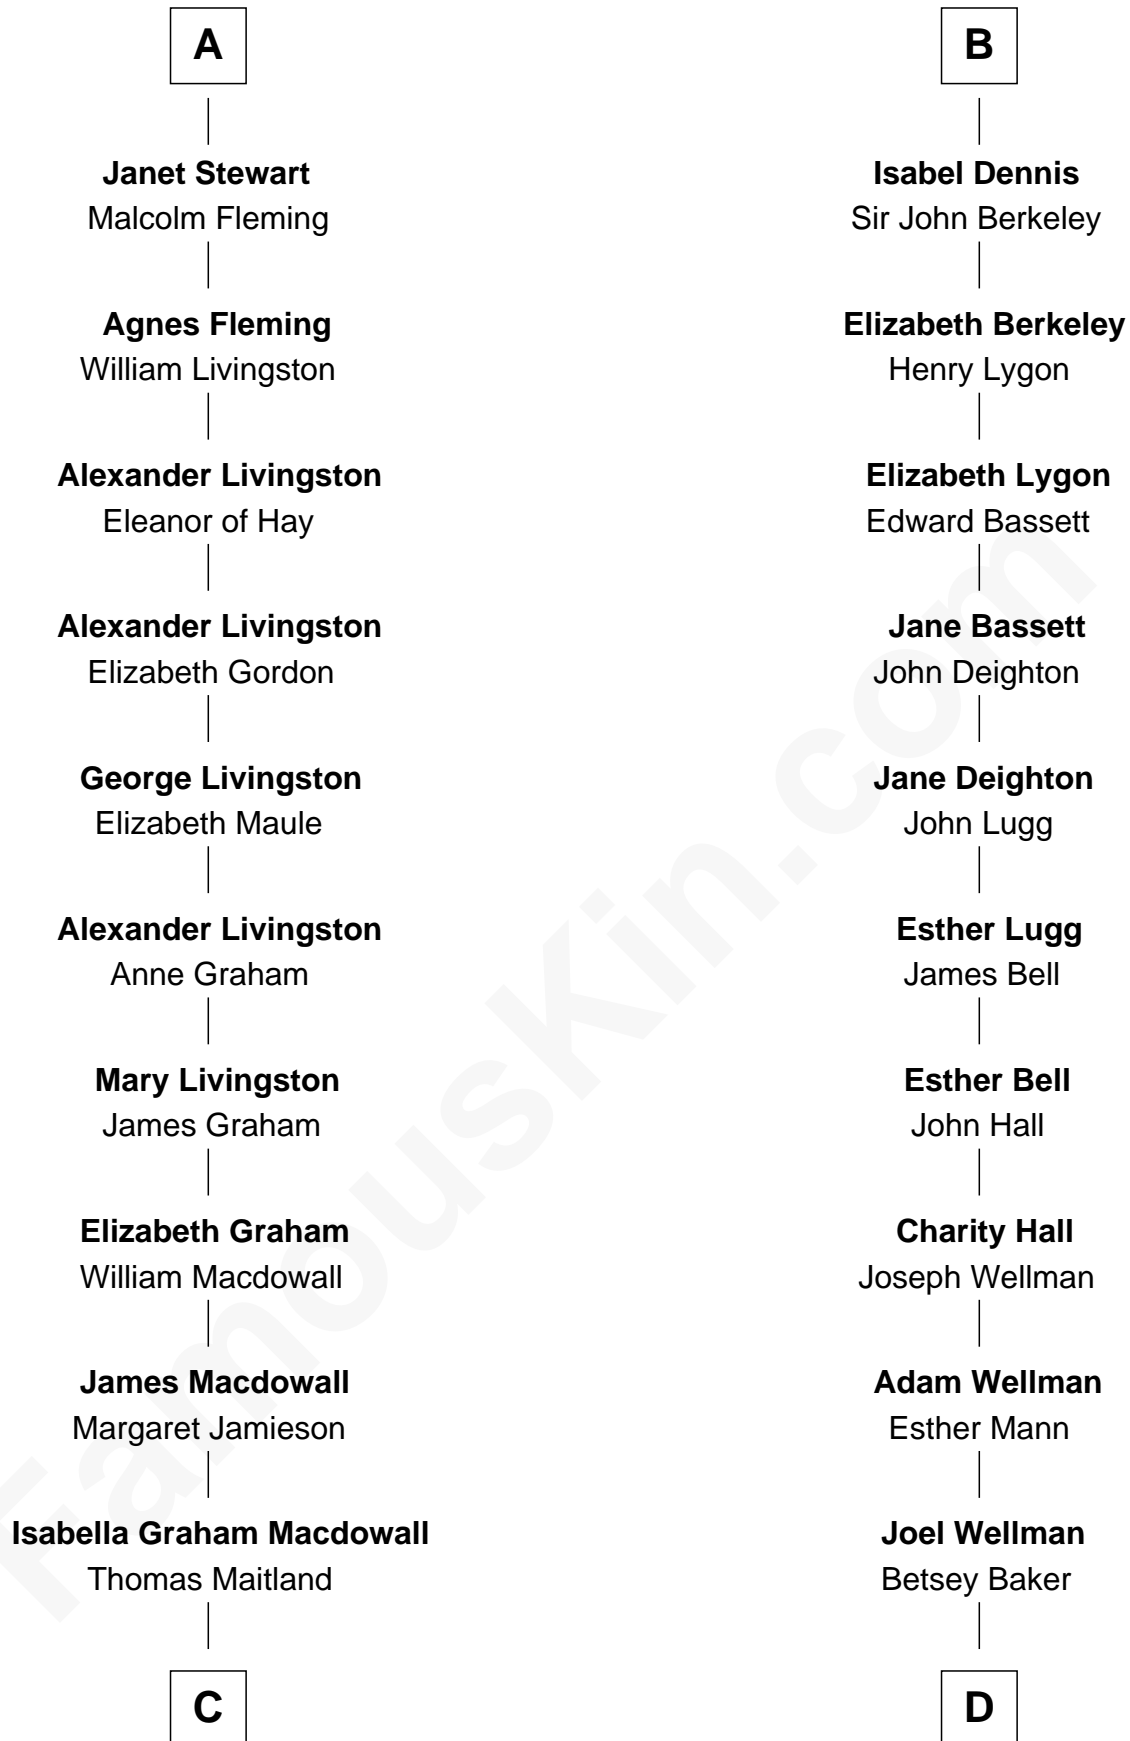 A
Janet Stewart
Malcolm Fleming
Agnes Fleming
William Livingston
Alexander Livingston
Eleanor of Hay
Alexander Livingston
Elizabeth Gordon
George Livingston
Elizabeth Maule
Alexander Livingston
Anne Graham
Mary Livingston
James Graham
Elizabeth Graham
William Macdowall
James Macdowall
Margaret Jamieson
Isabella Graham Macdowall
Thomas Maitland
C
B
Isabel Dennis
Sir John Berkeley
Elizabeth Berkeley
Henry Lygon
Elizabeth Lygon
Edward Bassett
Jane Bassett
John Deighton
Jane Deighton
John Lugg
Esther Lugg
James Bell
Esther Bell
John Hall
Charity Hall
Joseph Wellman
Adam Wellman
Esther Mann
Joel Wellman
Betsey Baker
D
FamousKin.com